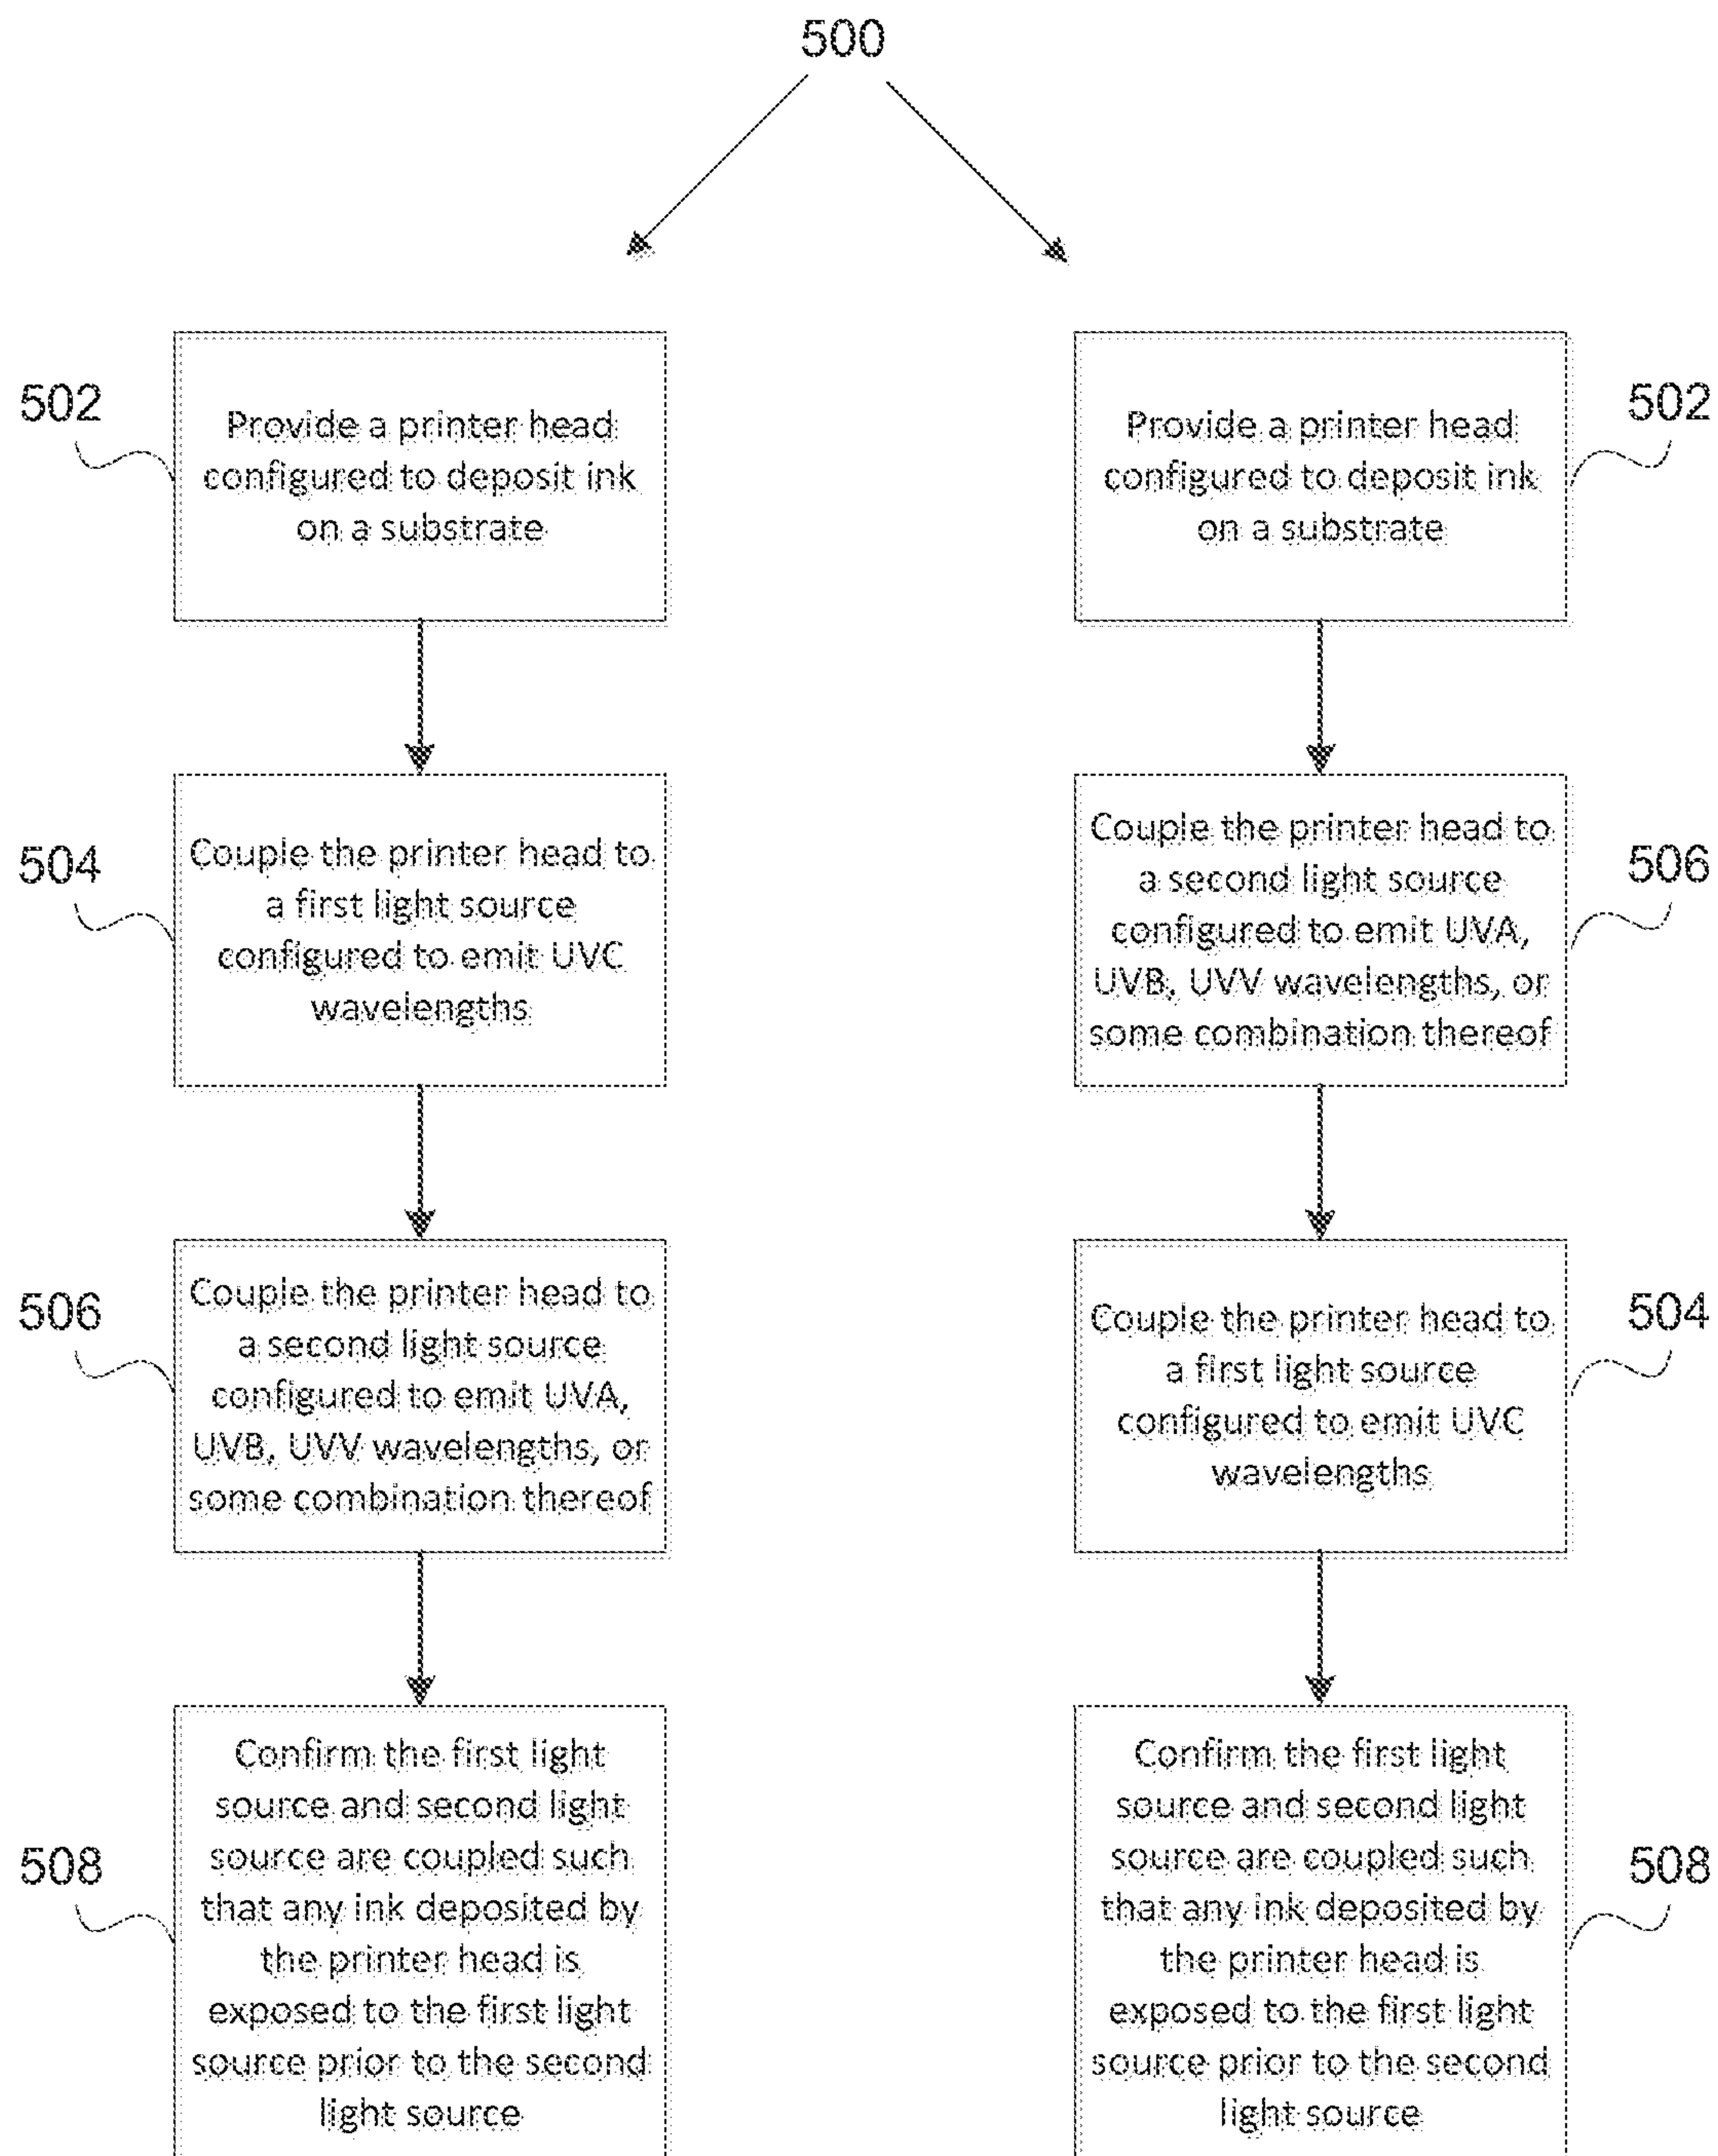 500
502
Provide a printer head
configured to deposit ink
on a substrate
504
Couple the printer head to
a first light source
configured to emit UVC
wavelengths
506
Couple the printer head to
a second light source
configured to emit UVA,
UVB, UVV wavelengths, or
some combination thereof
508
Confirm the first light
source and second light
source are coupled such
that any ink deposited by
the printer head is
exposed to the first light
source prior to the second
light source
Provide a printer head
configured to deposit ink
on a substrate
502
Couple the printer head to
a second light source
configured to emit UVA,
UVB, UVV wavelengths, or
some combination thereof
506
Couple the printer head to
a first light source
configured to emit UVC
wavelengths
504
Confirm the first light
source and second light
source are coupled such
that any ink deposited by
the printer head is
exposed to the first light
source prior to the second
light source
508